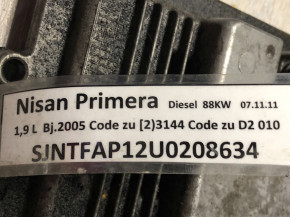 Nisan Primera Diesel 88KW 07.11.11
1,9 L Bj.2005 Code zu [2)3144 Code zu D2 010
SJNTFAP12U0208634